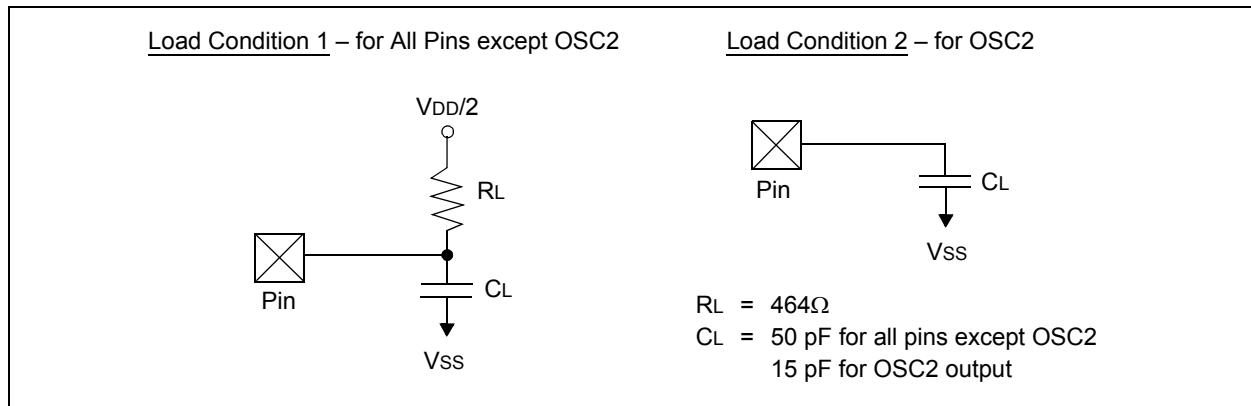 Load Condition 1 – for All Pins except OSC2
VDD/2
RL
Pin
CL
VSS
Load Condition 2 – for OSC2
Pin
CL
VSS
RL = 464Ω
CL = 50 pF for all pins except OSC2
15 pF for OSC2 output